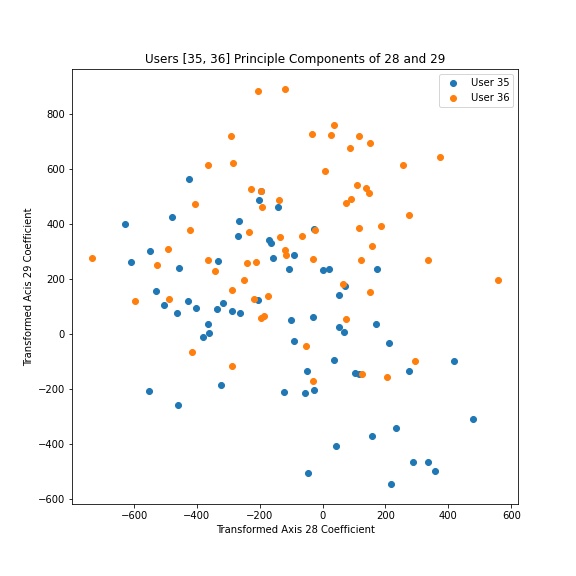 Users [35, 36] Principle Components of 28 and 29
User 35
User 36
Transformed Acis 29 Coefficient
800
600
400
200
0
−200
−400
−600
−600 −400 −200 0 200 400 600
Transformed Axis 28 Coefficient